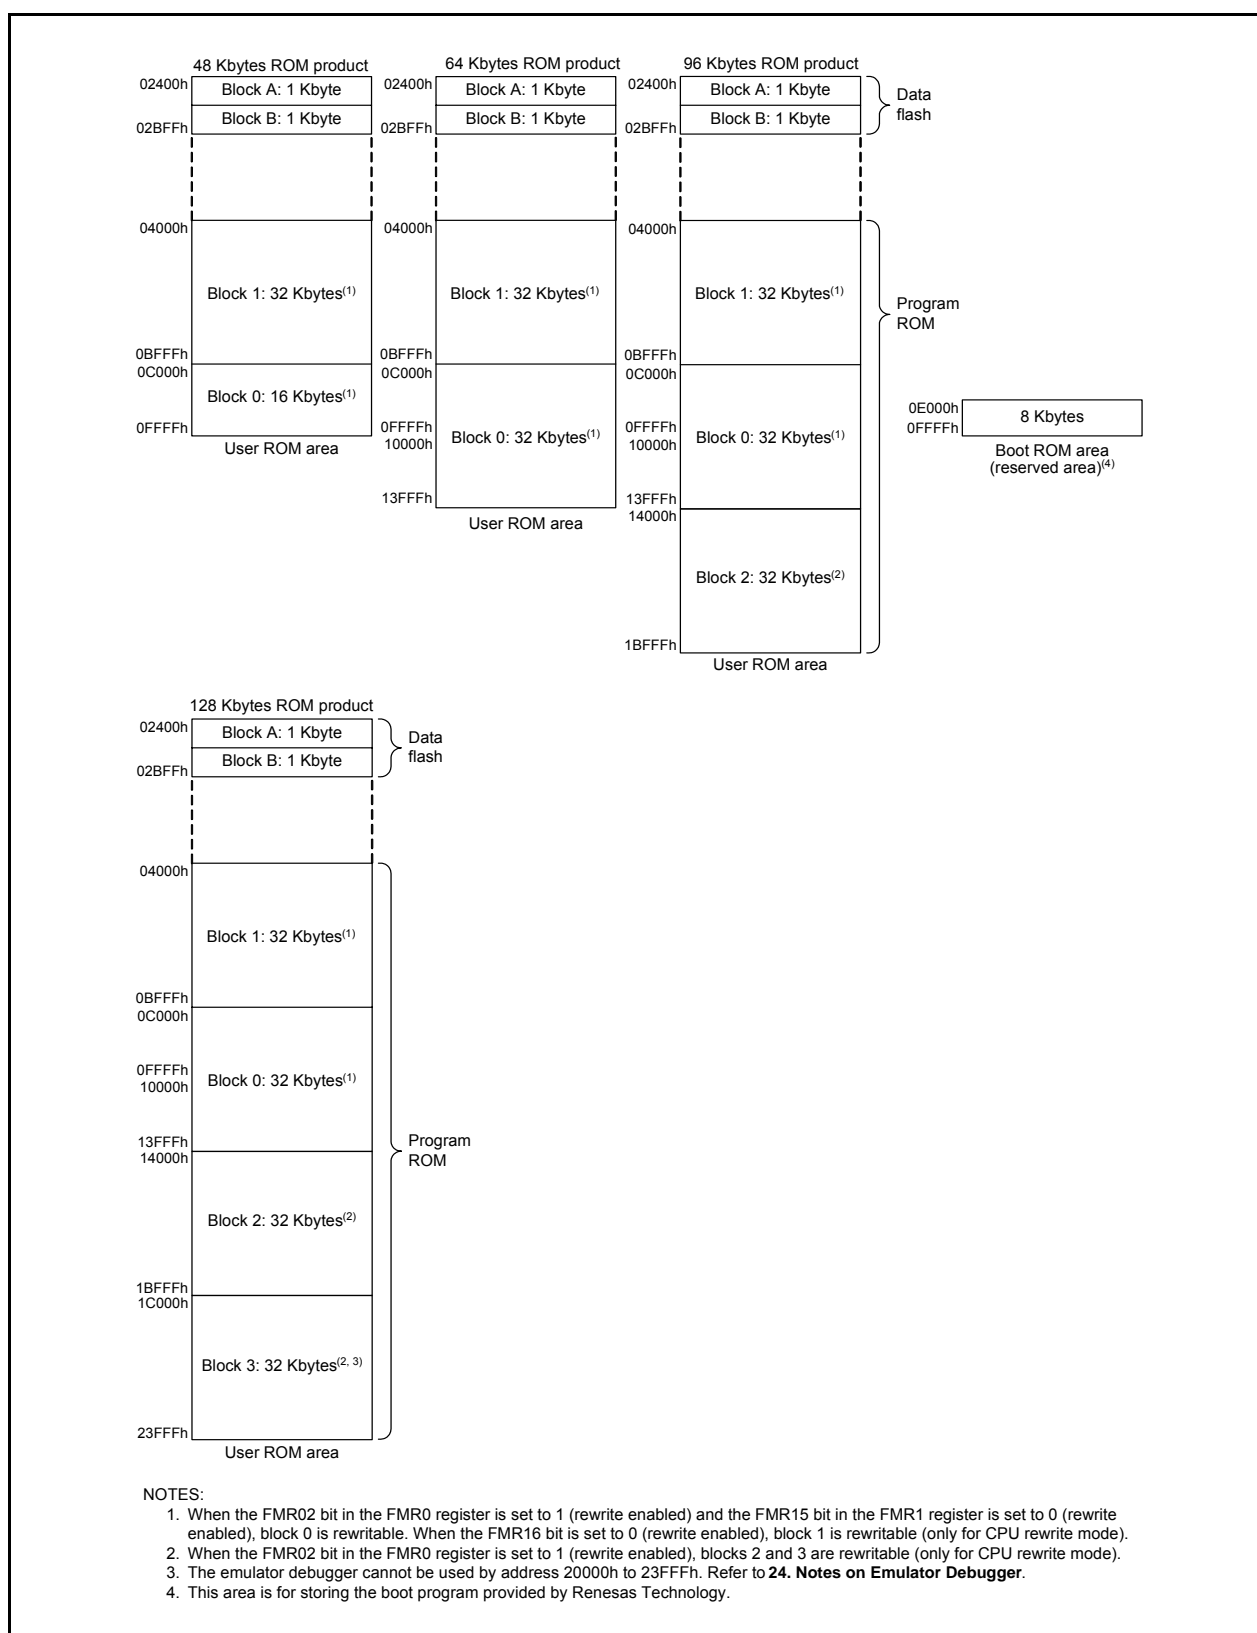 48 Kbytes ROM product
02400h
Block A: 1 Kbyte
Block B: 1 Kbyte
02BFFh
04000h
Block 1: 32 Kbytes(1)
0BFFFh
0C000h
Block 0: 16 Kbytes(1)
0FFFFh
User ROM area
64 Kbytes ROM product
02400h
Block A: 1 Kbyte
Block B: 1 Kbyte
02BFFh
04000h
Block 1: 32 Kbytes(1)
0BFFFh
0C000h
Block 0: 32 Kbytes(1)
0FFFFh
10000h
13FFFh
User ROM area
96 Kbytes ROM product
02400h
Block A: 1 Kbyte
Block B: 1 Kbyte
02BFFh
Data
flash
04000h
Block 1: 32 Kbytes(1)
0BFFFh
0C000h
Block 0: 32 Kbytes(1)
0FFFFh
10000h
13FFFh
14000h
Block 2: 32 Kbytes(2)
1BFFFh
User ROM area
Program
ROM
0E000h
0FFFFh
8 Kbytes
Boot ROM area
(reserved area)(4)
128 Kbytes ROM product
02400h
Block A: 1 Kbyte
Block B: 1 Kbyte
02BFFh
Data
flash
04000h
Block 1: 32 Kbytes(1)
0BFFFh
0C000h
0FFFFh
10000h
Block 0: 32 Kbytes(1)
13FFFh
14000h
Program
ROM
Block 2: 32 Kbytes(2)
1BFFFh
1C000h
Block 3: 32 Kbytes(2, 3)
23FFFh
User ROM area
NOTES:
1. When the FMR02 bit in the FMR0 register is set to 1 (rewrite enabled) and the FMR15 bit in the FMR1 register is set to 0 (rewrite
enabled), block 0 is rewritable. When the FMR16 bit is set to 0 (rewrite enabled), block 1 is rewritable (only for CPU rewrite mode).
2. When the FMR02 bit in the FMR0 register is set to 1 (rewrite enabled), blocks 2 and 3 are rewritable (only for CPU rewrite mode).
3. The emulator debugger cannot be used by address 20000h to 23FFFh. Refer to 24. Notes on Emulator Debugger.
4. This area is for storing the boot program provided by Renesas Technology.